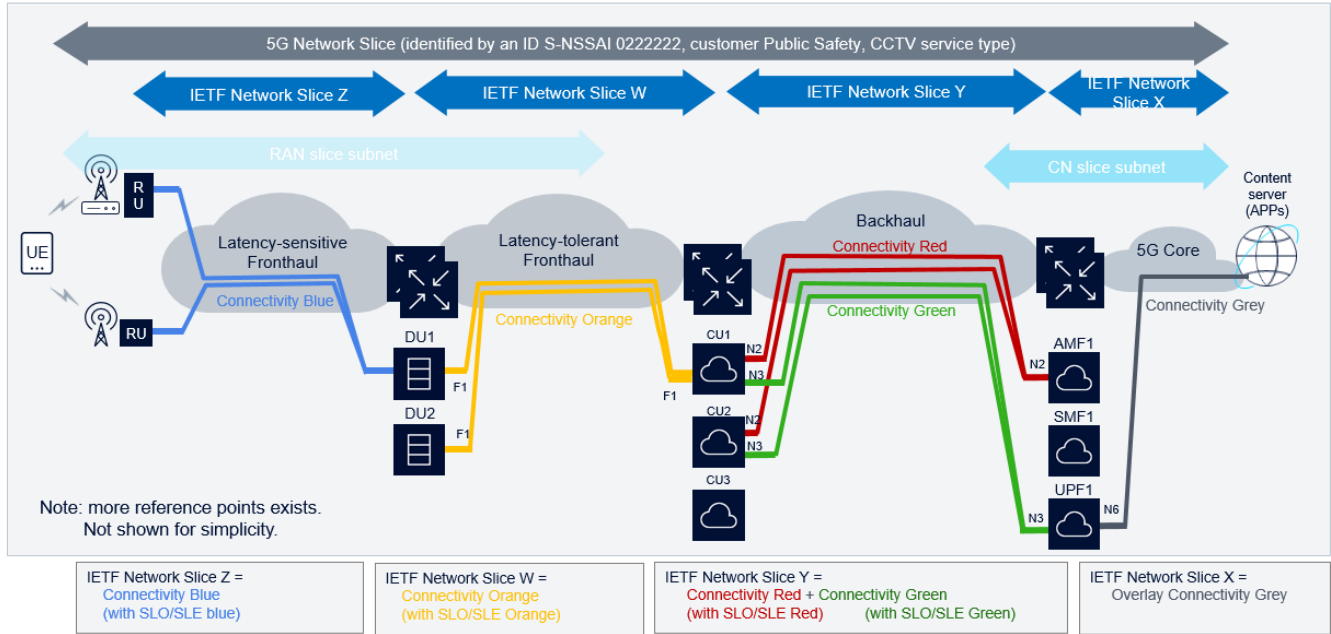 5G Network Slice (identified by an ID S-NSSAI 0222222, customer Public Safety, CCTV service type)
IETF Network Slice Z
IETF Network Slice W
IETF Network Slice Y
IETF Network
Slice X
RAN slice subnet
CN slice subnet
R
U
UE
RU
Latency-sensitive
Fronthaul
Connectivity Blue
Latency-tolerant
Fronthaul
Connectivity Orange
Backhaul
Connectivity Red
Connectivity Green
5G Core
Content
server
(APPs)
Connectivity Grey
DU1
F1
DU2
F1
F1
CU1
N2
N3
CU2
N2
N3
CU3
AMF1
N2
SMF1
UPF1
N3
N6
Note: more reference points exists.
Not shown for simplicity.
IETF Network Slice Z =
Connectivity Blue
(with SLO/SLE blue)
IETF Network Slice W =
Connectivity Orange
(with SLO/SLE Orange)
IETF Network Slice Y =
Connectivity Red + Connectivity Green
(with SLO/SLE Red) (with SLO/SLE Green)
IETF Network Slice X =
Overlay Connectivity Grey